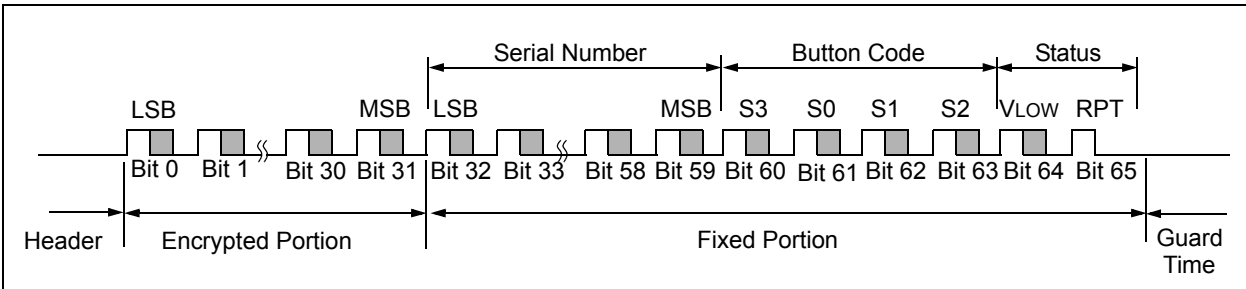 Serial Number Button Code Status
LSB MSB LSB MSB S3 S0 S1 S2 VLOW RPT
Bit 0 Bit 1 Bit 30 Bit 31 Bit 32 Bit 33 Bit 58 Bit 59 Bit 60 Bit 61 Bit 62 Bit 63 Bit 64 Bit 65
Header Encrypted Portion Fixed Portion Guard
Time